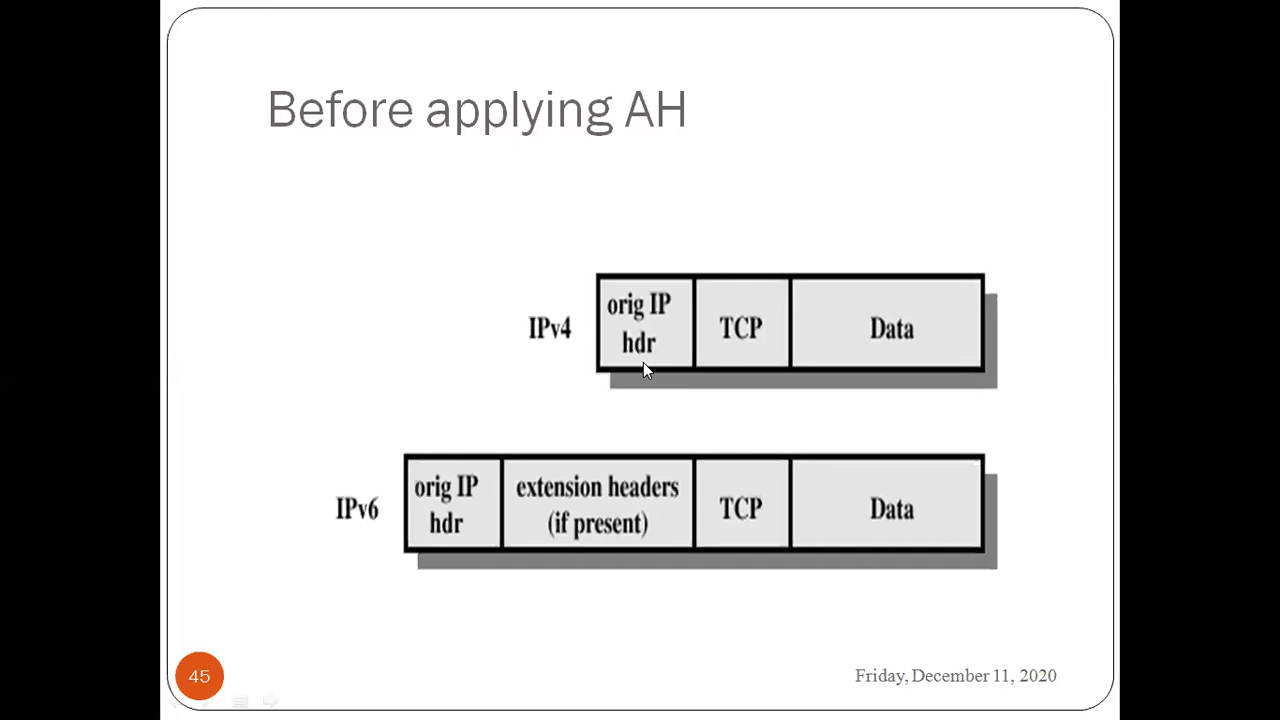 Before applying AH
IPv4
orig IP
hdr
TCP
Data
IPv6
orig IP
hdr
extension headers
(if present)
TCP
Data
45
Friday, December 11, 2020